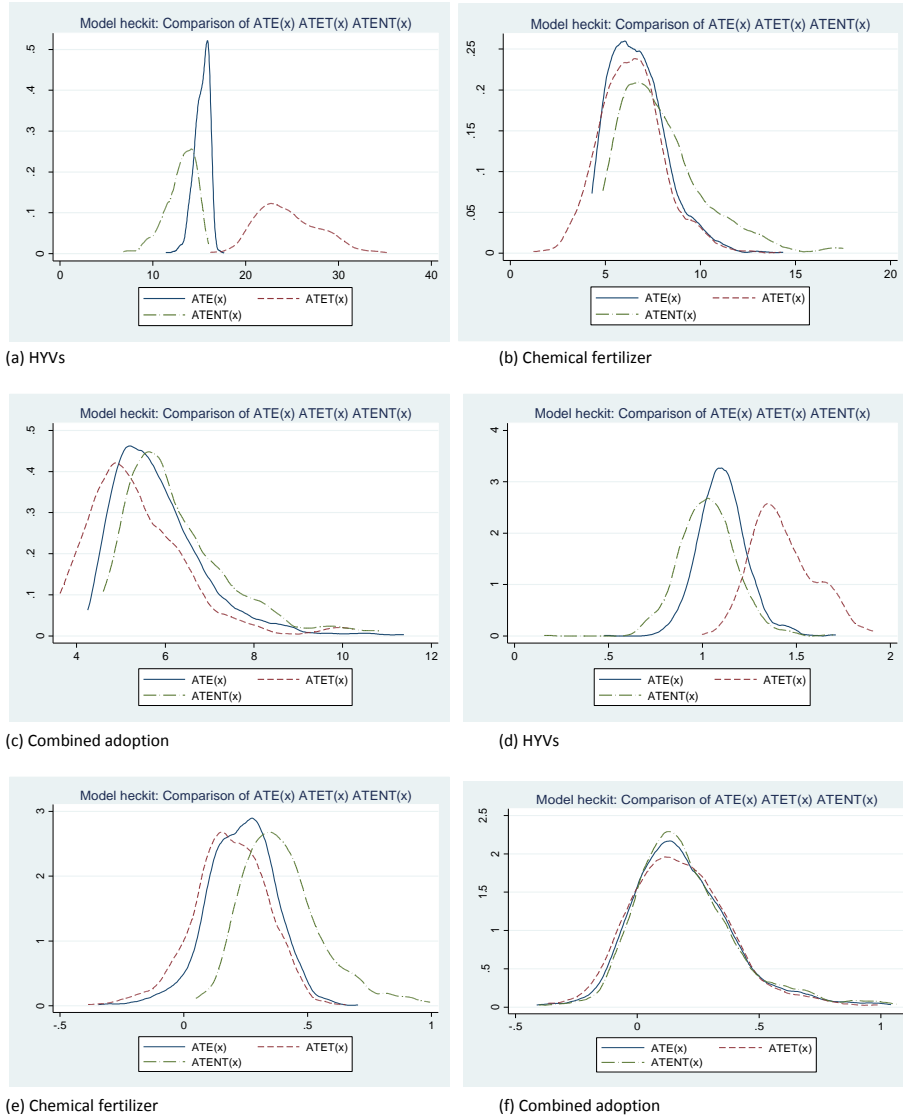 Model heckit: Comparison of ATE(x) ATET(x) ATENT(x)
.5
.4
.3
.2
.1
0
0 10 20 30 40
ATE(x) ATET(x)
ATENT(x)
(a) HYVs
Model heckit: Comparison of ATE(x) ATET(x) ATENT(x)
.25
.2
.15
.1
.05
0
0 5 10 15 20
ATE(x) ATET(x)
ATENT(x)
(b) Chemical fertilizer
Model heckit: Comparison of ATE(x) ATET(x) ATENT(x)
.5
.4
.3
.2
.1
0
4 6 8 10 12
ATE(x) ATET(x)
ATENT(x)
(c) Combined adoption
Model heckit: Comparison of ATE(x) ATET(x) ATENT(x)
4
3
2
1
0
0 .5 1 1.5 2
ATE(x) ATET(x)
ATENT(x)
(d) HYVs
Model heckit: Comparison of ATE(x) ATET(x) ATENT(x)
3
2
1
0
-.5 0 .5 1
ATE(x) ATET(x)
ATENT(x)
(e) Chemical fertilizer
Model heckit: Comparison of ATE(x) ATET(x) ATENT(x)
2.5
2
1.5
1
.5
0
-.5 0 .5 1
ATE(x) ATET(x)
ATENT(x)
(f) Combined adoption